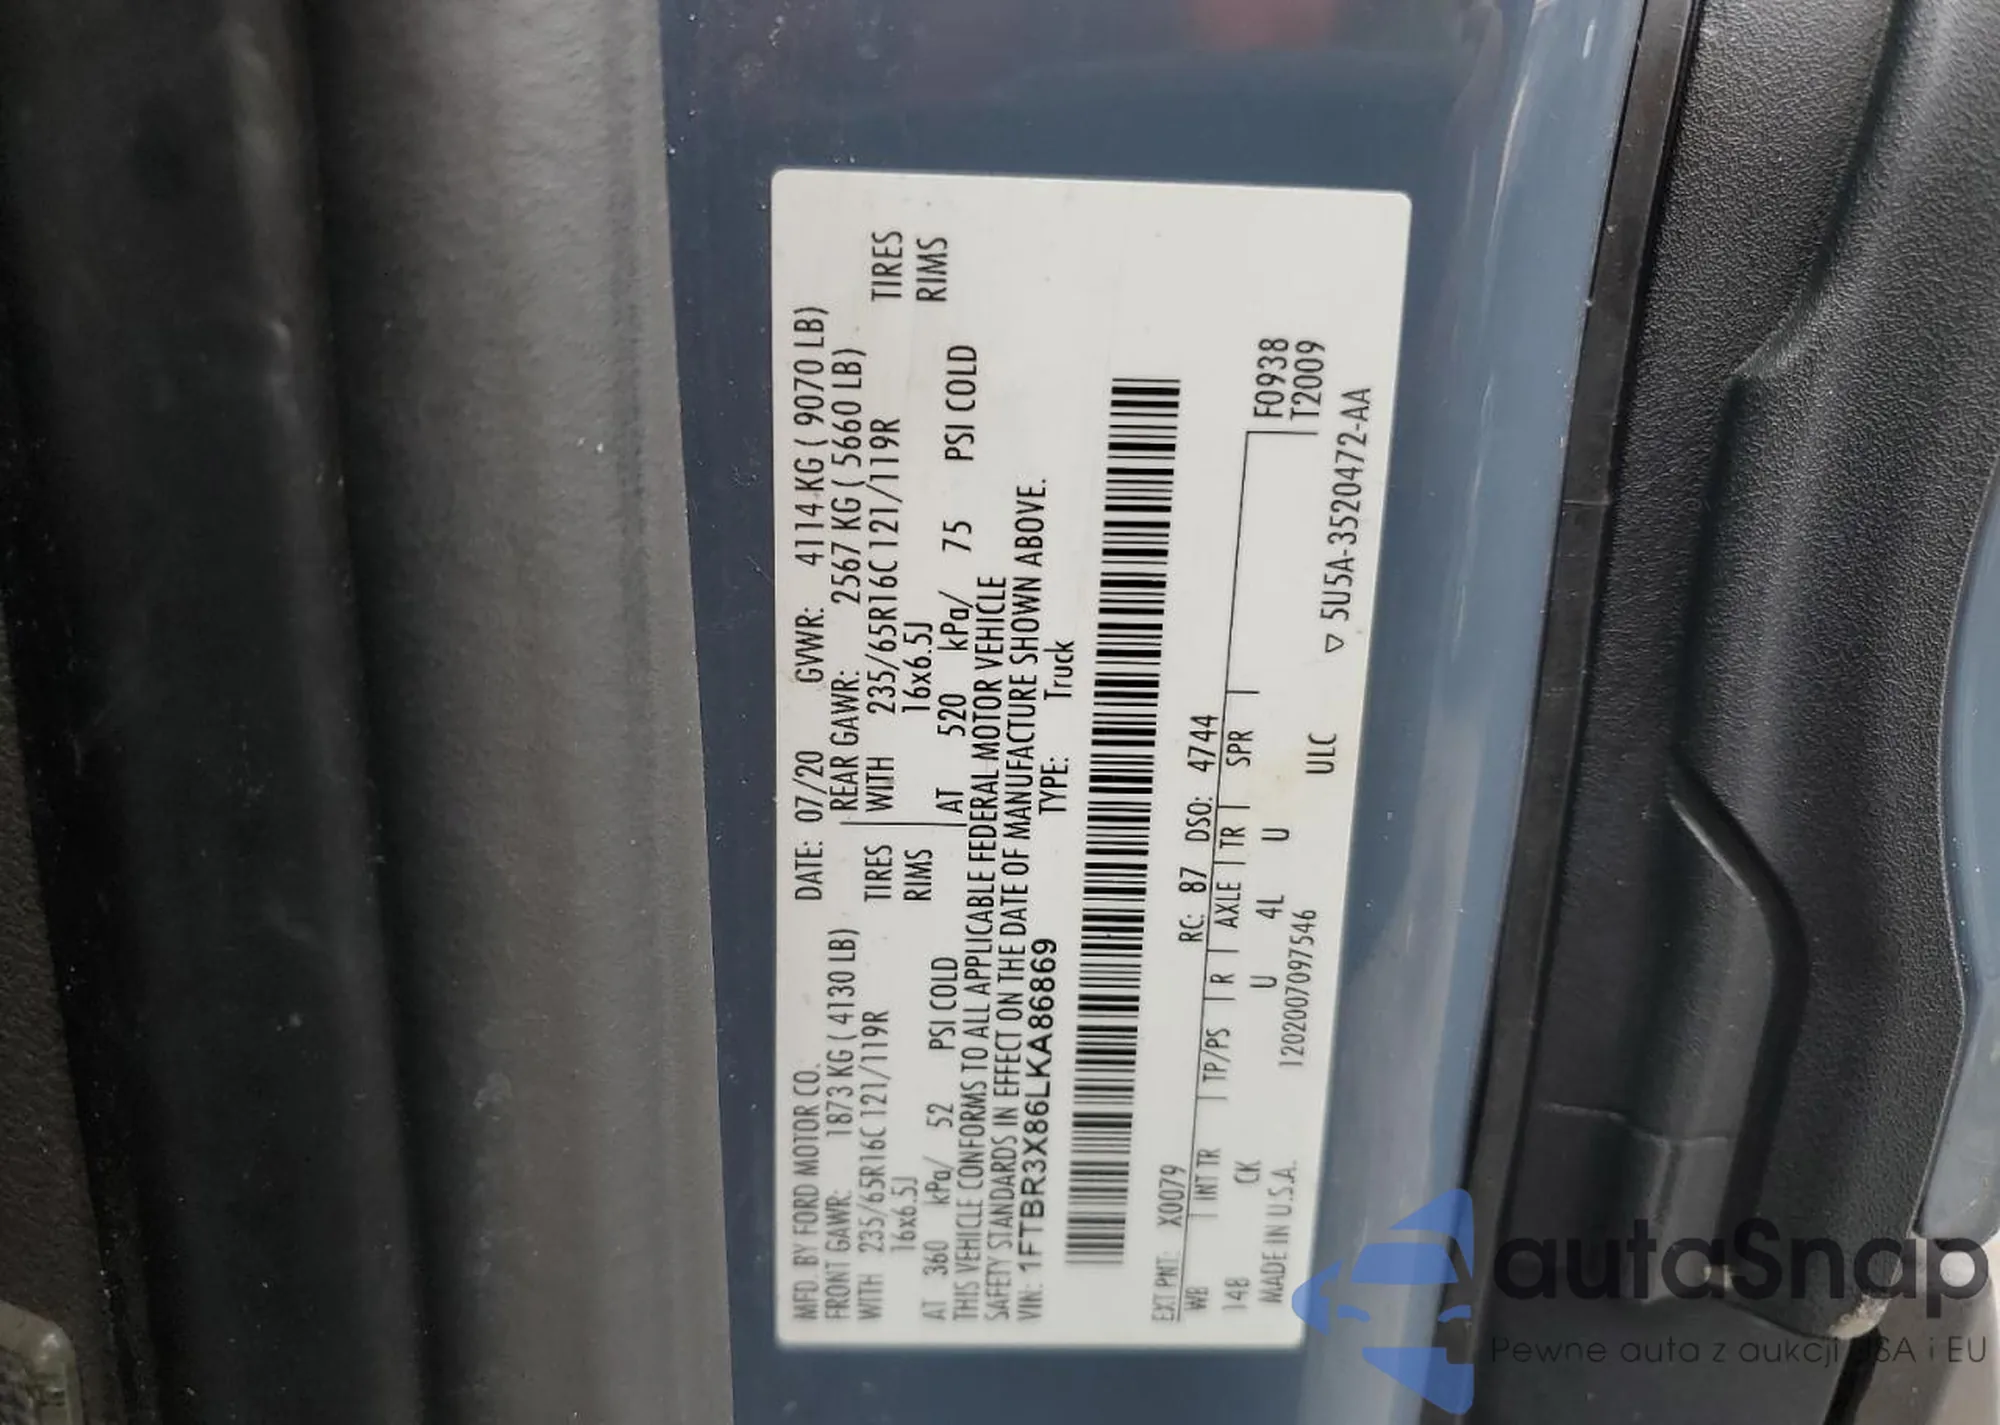 MFD. BY FORD MOTOR CO. DATE: 07/20 GVWR: 4114 KG ( 9070 LB)
FRONT GAWR: 1873 KG ( 4130 LB) REAR GAWR: 2567 KG ( 5660 LB)
WITH 235/65R16C 121/119R TIRES WITH 235/65R16C 121/119R TIRES
16x6.5J RIMS 16x6.5J RIMS
AT 360 kPa/ 52 PSI COLD AT 520 kPa/ 75 PSI COLD
THIS VEHICLE CONFORMS TO ALL APPLICABLE FEDERAL MOTOR VEHICLE
SAFETY STANDARDS IN EFFECT ON THE DATE OF MANUFACTURE SHOWN ABOVE.
VIN: 1FTBR3X86LKA86869 TYPE: Truck
EXT PNT: X0079 RC: 87 DSO: 4744
WB INT TR TP/PS R AXLE TR SPR F0938
148 CK U 4L U T2009
MADE IN U.S.A. 120200709 7546 ULC ▽ 5U5A-3520472-AA
autaSnap
Pewne auta z aukcji USA i EU